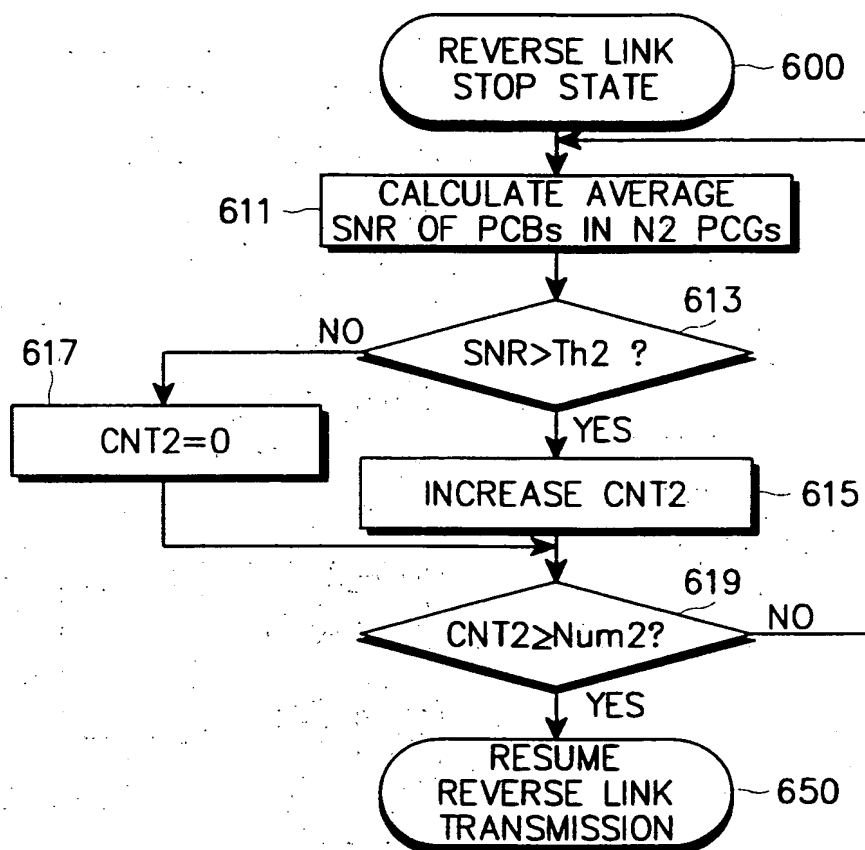 REVERSE LINK
STOP STATE
600
611
CALCULATE AVERAGE
SNR OF PCBs IN N2 PCGs
613
NO
SNR>Th2 ?
617
CNT2=0
YES
INCREASE CNT2
615
619
NO
CNT2≥Num2?
YES
RESUME
REVERSE LINK
TRANSMISSION
650